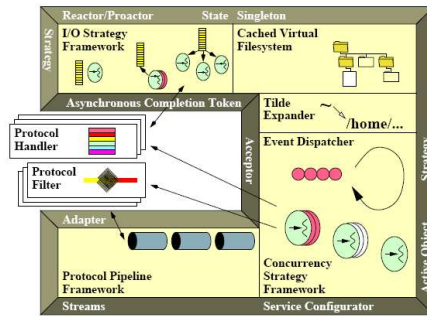 Reactor/Proactor State Singleton
Strategy
I/O Strategy
Framework
Cached Virtual
Filesystem
Asynchronous Completion Token
Tilde
Expander
~
/home/...
Protocol
Handler
Protocol
Filter
Acceptor
Event Dispatcher
Strategy
Adapter
Protocol Pipeline
Framework
Concurrency
Strategy
Framework
Active Object
Streams
Service Configurator